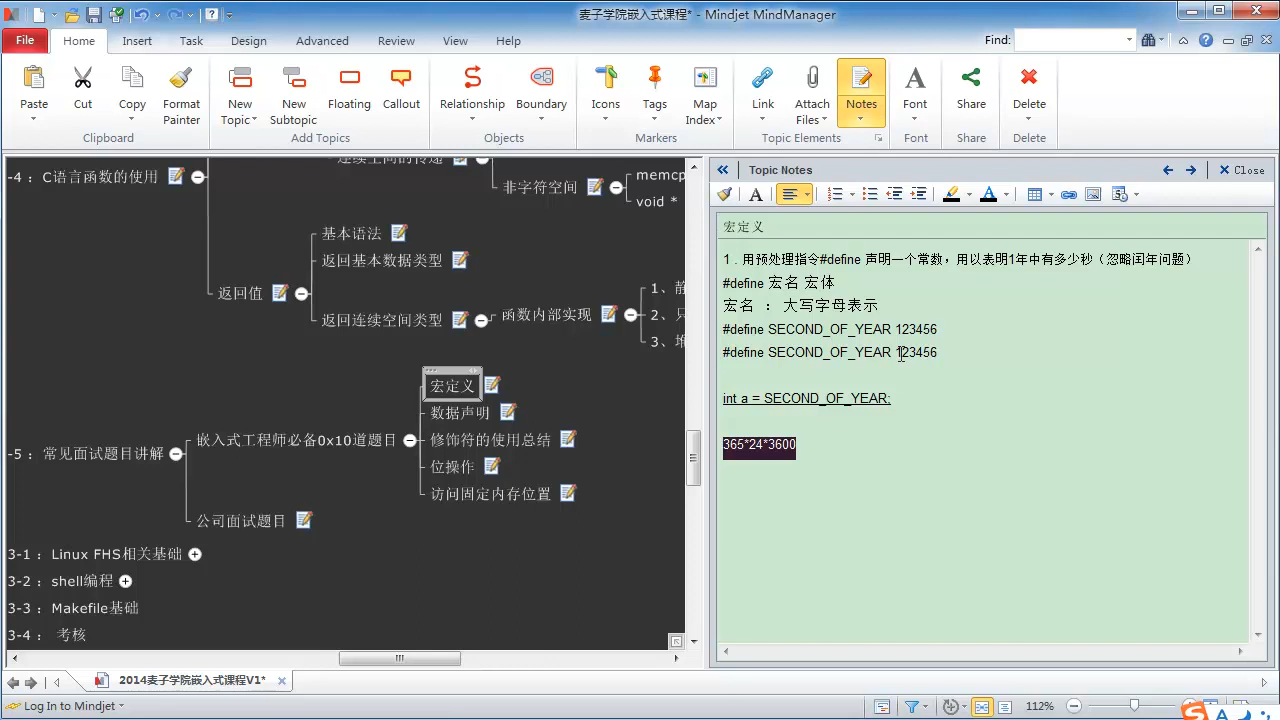 麦子学院嵌入式课程* - Mindjet MindManager
File Home Insert Task Design Advanced Review View Help Find:
Paste Cut Copy Format Painter
Clipboard
New Topic New Subtopic Floating Callout
Add Topics
Relationship Boundary
Objects
Icons Tags Map Index
Markers
Link Attach Files Notes
Topic Elements
Font
Font
Share
Share
Delete
Delete
-4：C语言函数的使用
连续空间的传递
非字符空间
memcp
void *
返回值
基本语法
返回基本数据类型
返回连续空间类型
函数内部实现
1、静
2、只
3、堆
-5：常见面试题目讲解
嵌入式工程师必备0x10道题目
宏定义
数据声明
修饰符的使用总结
位操作
访问固定内存位置
公司面试题目
3-1：Linux FHS相关基础
3-2：shell编程
3-3：Makefile基础
3-4： 考核
Topic Notes
Close
宏定义
1．用预处理指令#define 声明一个常数，用以表明1年中有多少秒（忽略闰年问题）
#define 宏名 宏体
宏名 ： 大写字母表示
#define SECOND_OF_YEAR 123456
#define SECOND_OF_YEAR 123456
int a = SECOND_OF_YEAR;
365*24*3600
2014麦子学院嵌入式课程V1*
Log In to Mindjet
112%